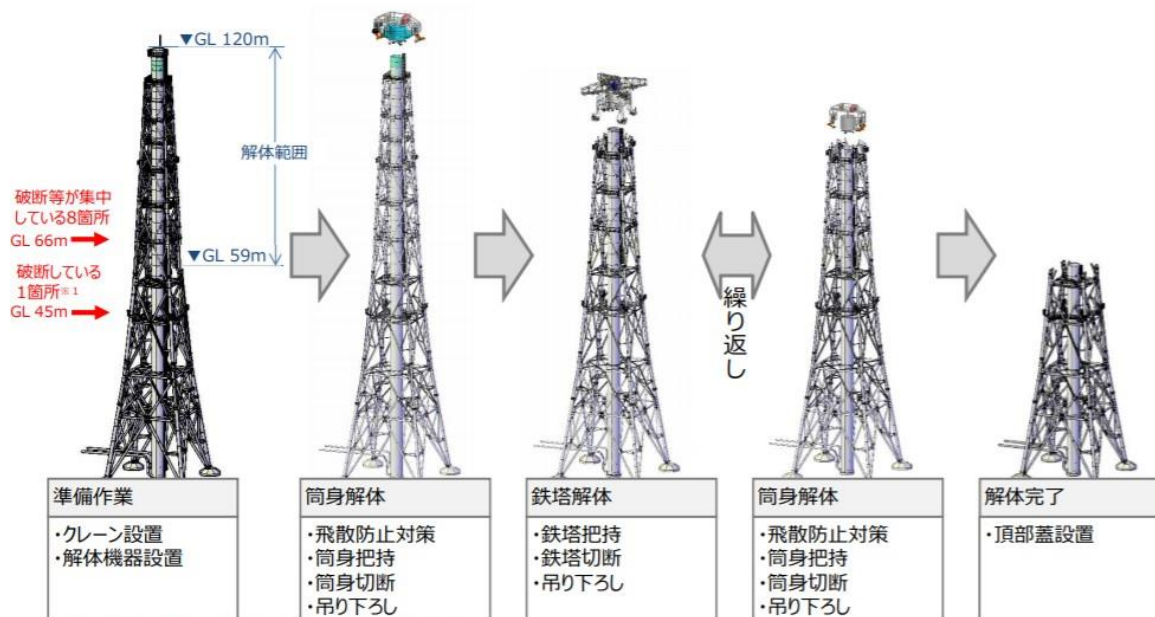 ▼GL 120m
解体範囲
破断等が集中
している8箇所
GL 66m
▼GL 59m
破断している
1箇所※1
GL 45m
繰り返し
準備作業
・クレーン設置
・解体機器設置
筒身解体
・飛散防止対策
・筒身把持
・筒身切断
・吊り下ろし
鉄塔解体
・鉄塔把持
・鉄塔切断
・吊り下ろし
筒身解体
・飛散防止対策
・筒身把持
・筒身切断
・吊り下ろし
解体完了
・頂部蓋設置